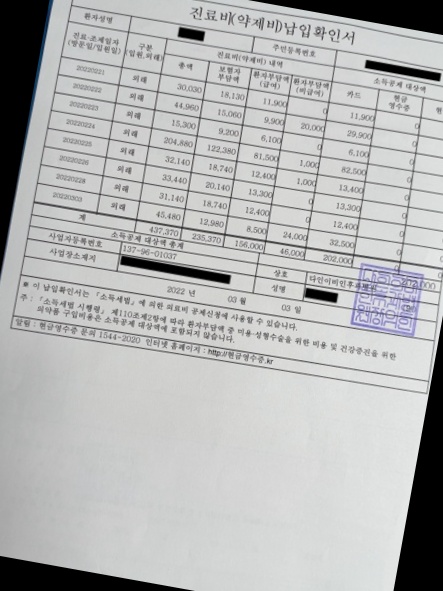 진료비(약제비)납입확인서
환자성명 주민등록번호
진료·조제일자 (방문일/입원일) 구분 (입원,외래) 진료비(약제비) 내역 소득공제 대상액
총액 보험자 부담액 환자부담액 (급여) 환자부담액 (비급여) 카드 현금 영수증 현
20220221 외래 30,030 18,130 11,900 0 11,900 0
20220222 외래 44,960 15,060 9,900 20,000 29,900 0
20220223 외래 15,300 9,200 6,100 0 6,100 0
20220224 외래 204,880 122,380 81,500 1,000 82,500 0
20220225 외래 32,140 18,740 12,400 1,000 13,400 0
20220226 외래 33,440 20,140 13,300 0 13,300 0
20220228 외래 31,140 18,740 12,400 0 12,400 0
20220303 외래 45,480 12,980 8,500 24,000 32,500 0
계 437,370 235,370 156,000 46,000 202,000 0
소득공제 대상액 총계
사업자등록번호 137-96-01037 상호
사업장소재지 성명
2022 년 03 월 03 일
※ 이 납입확인서는 「소득세법」에 의한 의료비 공제신청에 사용할 수 있습니다.
주 : 「소득세법 시행령」 제110조제2항에 따라 환자부담액 중 미용·성형수술을 위한 비용 및 건강증진을 위한
의약품 구입비용은 소득공제 대상액에 포함되지 않습니다.
알림 : 현금영수증 문의 1544-2020 인터넷 홈페이지 : http://현금영수증.kr